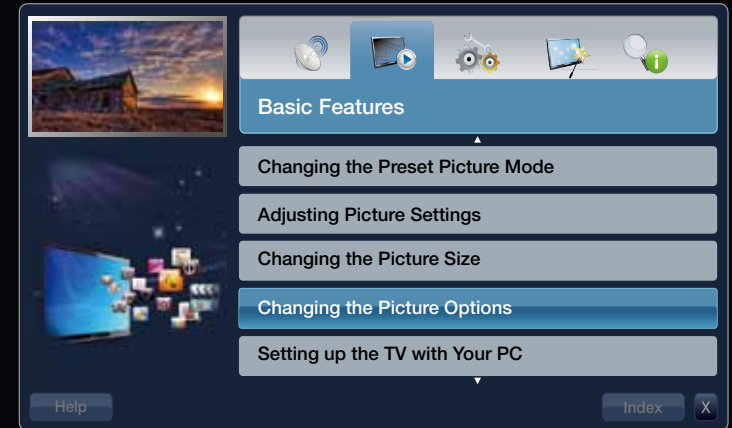 Basic Features
Changing the Preset Picture Mode
Adjusting Picture Settings
Changing the Picture Size
Changing the Picture Options
Setting up the TV with Your PC
Help
Index
X